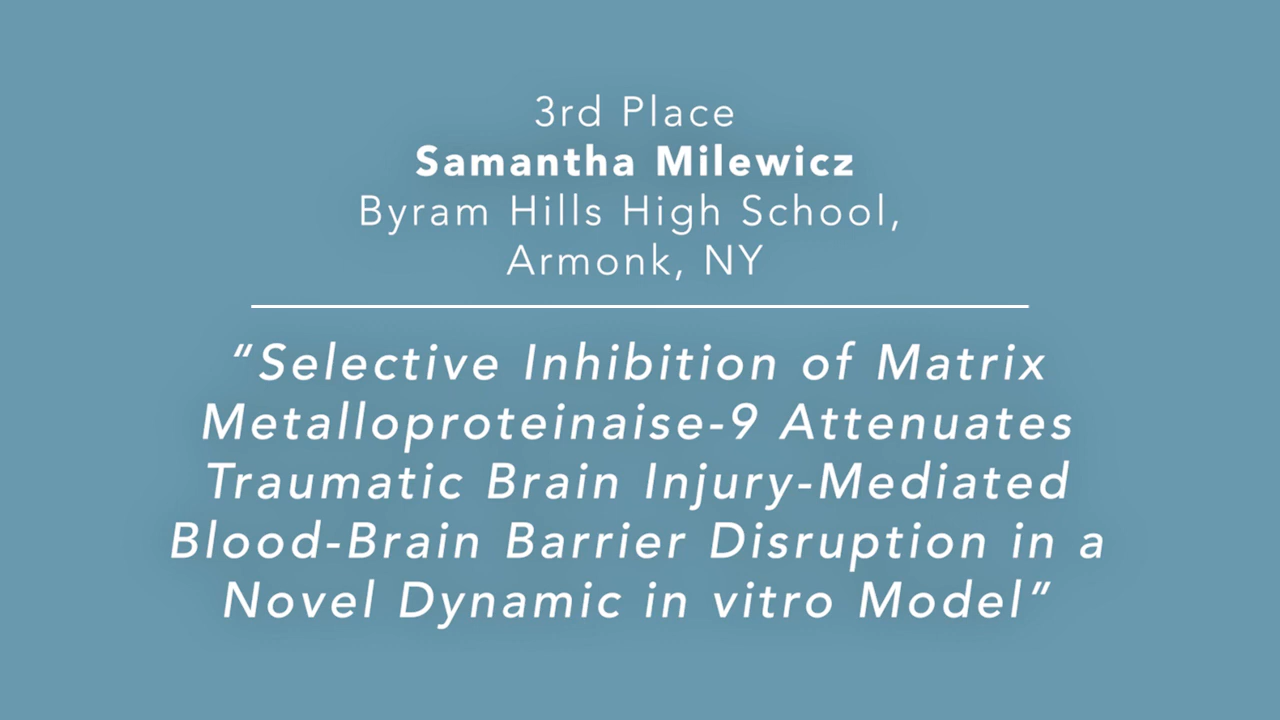 3rd Place
Samantha Milewicz
Byram Hills High School,
Armonk, NY
“Selective Inhibition of Matrix
Metalloproteinaise-9 Attenuates
Traumatic Brain Injury-Mediated
Blood-Brain Barrier Disruption in a
Novel Dynamic in vitro Model”